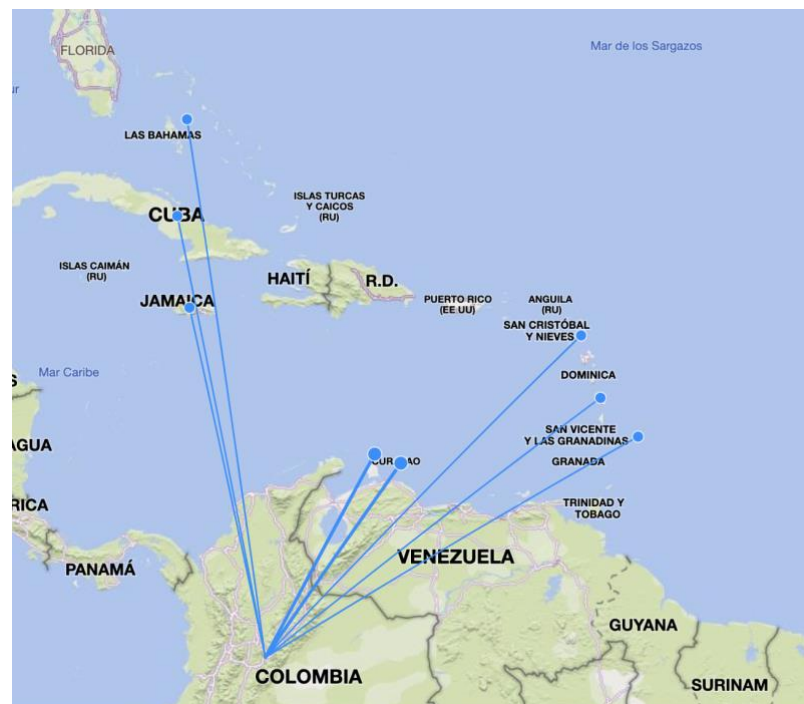 FLORIDA
Mar de los Sargazos
ur
LAS BAHAMAS
ISLAS TURCAS
Y CAICOS
(RU)
CUBA
ISLAS CAIMÁN
(RU)
HAITÍ
R.D.
JAMAICA
PUERTO RICO
(EE UU)
ANGUILA
(RU)
SAN CRISTÓBAL
Y NIEVES
Mar Caribe
S
DOMINICA
AGUA
SAN VICENTE
Y LAS GRANADINAS
CURAÇAO
GRANADA
RICA
TRINIDAD Y
TOBAGO
PANAMÁ
VENEZUELA
GUYANA
COLOMBIA
SURINAM